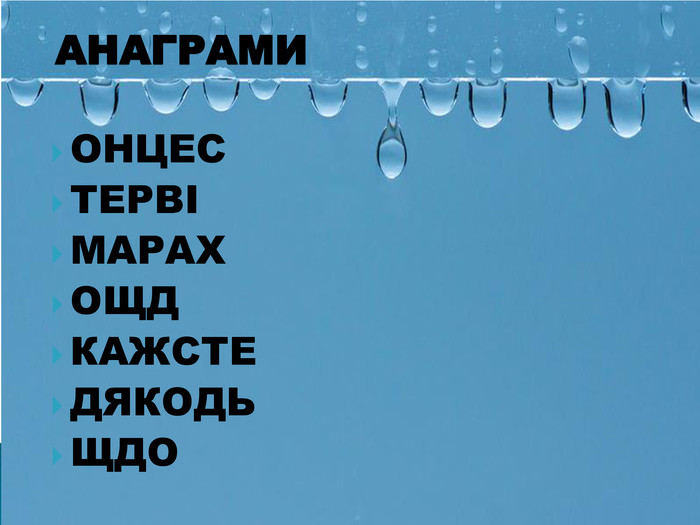 АНАГРАМИ
ОНЦЕС
ТЕРВІ
МАРАХ
ОЩД
КАЖСТЕ
ДЯКОДЬ
ЩДО